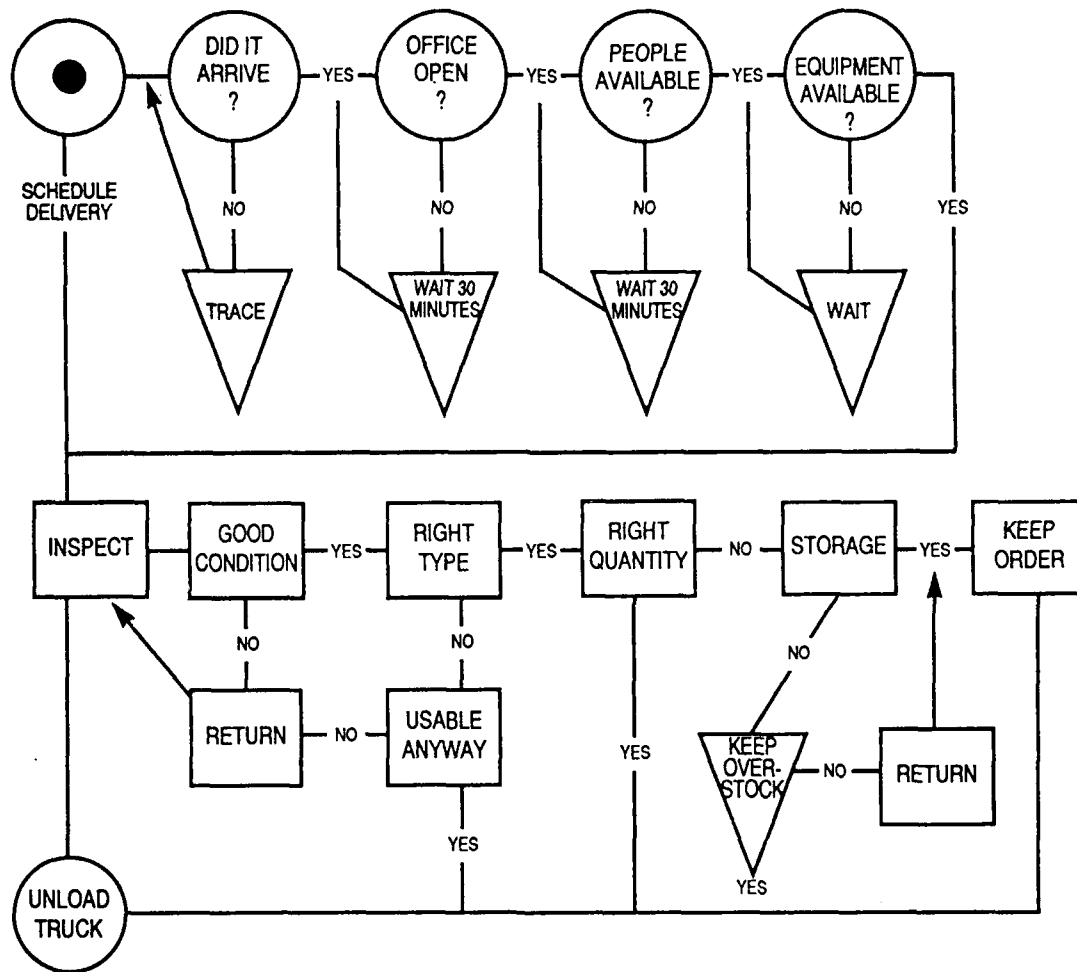 DID IT
ARRIVE
?
YES
OFFICE
OPEN
?
YES
PEOPLE
AVAILABLE
?
YES
EQUIPMENT
AVAILABLE
?
SCHEDULE
DELIVERY
NO
NO
NO
NO
YES
TRACE
WAIT 30
MINUTES
WAIT 30
MINUTES
WAIT
INSPECT
GOOD
CONDITION
YES
RIGHT
TYPE
YES
RIGHT
QUANTITY
NO
STORAGE
YES
KEEP
ORDER
NO
NO
NO
RETURN
NO
USABLE
ANYWAY
YES
KEEP
OVER-
STOCK
NO
RETURN
YES
YES
UNLOAD
TRUCK